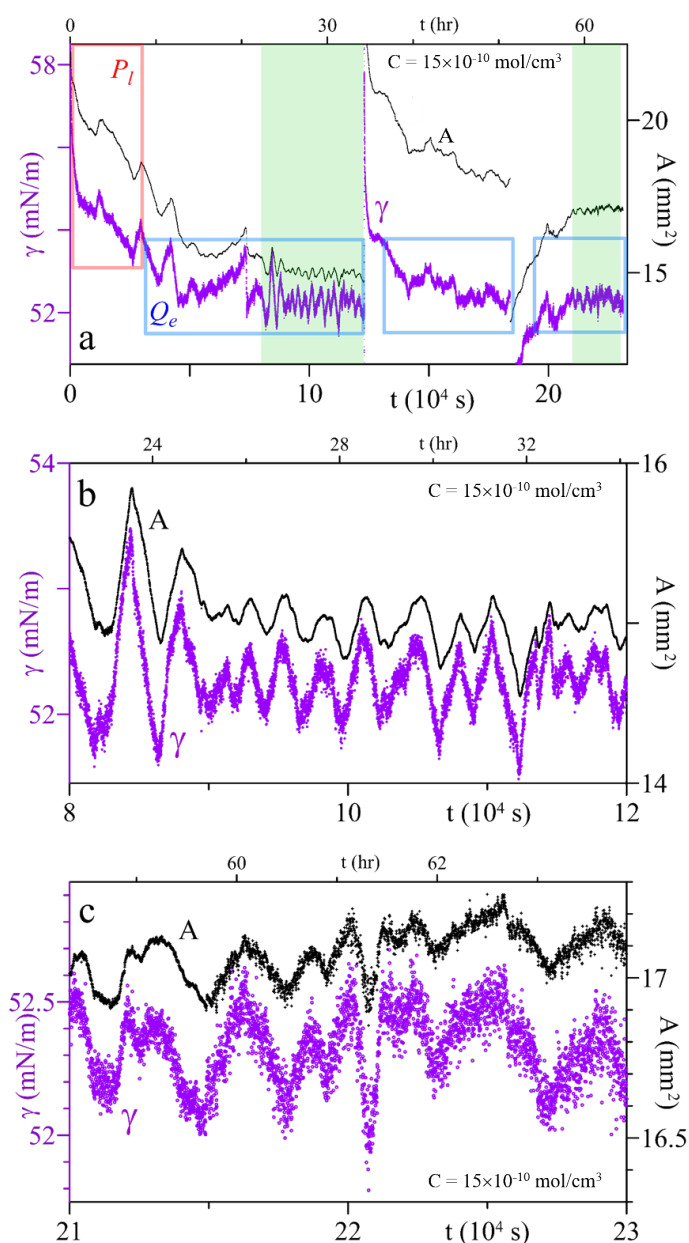 0 30 t (hr) 60
58
P_l
C = 15×10⁻¹⁰ mol/cm³
A
20
γ (mN/m)
A (mm²)
γ
15
Q_e
52
a
0 10 20
t (10⁴ s)
24 28 t (hr) 32
54 16
b
C = 15×10⁻¹⁰ mol/cm³
A
γ (mN/m)
A (mm²)
52
γ
14
8 10 t (10⁴ s) 12
60 t (hr) 62
c
A
17
52.5
γ (mN/m)
A (mm²)
γ
52
16.5
C = 15×10⁻¹⁰ mol/cm³
21 22 t (10⁴ s) 23